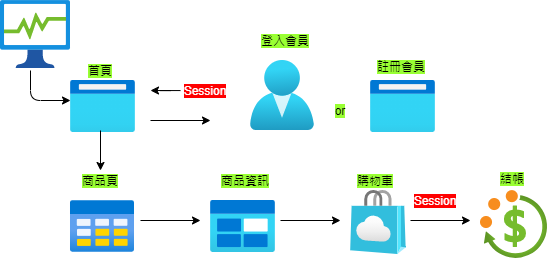 登入會員
首頁
註冊會員
Session
or
商品頁
商品資訊
購物車
結帳
Session
$